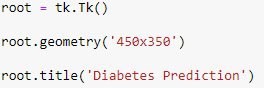 root = tk.Tk()
root.geometry('450x350')
root.title('Diabetes Prediction')